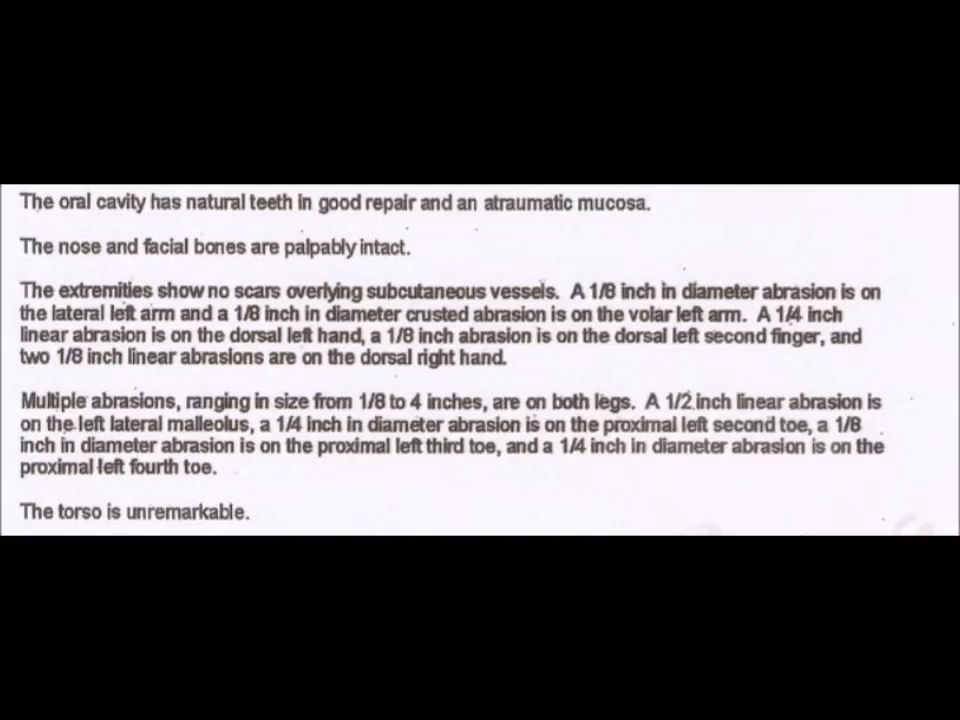 The oral cavity has natural teeth in good repair and an atraumatic mucosa.
The nose and facial bones are palpably intact.
The extremities show no scars overlying subcutaneous vessels. A 1/8 inch in diameter abrasion is on
the lateral left arm and a 1/8 inch in diameter crusted abrasion is on the volar left arm. A 1/4 inch
linear abrasion is on the dorsal left hand, a 1/8 inch abrasion is on the dorsal left second finger, and
two 1/8 inch linear abrasions are on the dorsal right hand.
Multiple abrasions, ranging in size from 1/8 to 4 inches, are on both legs. A 1/2 inch linear abrasion is
on the left lateral malleolus, a 1/4 inch in diameter abrasion is on the proximal left second toe, a 1/8
inch in diameter abrasion is on the proximal left third toe, and a 1/4 inch in diameter abrasion is on the
proximal left fourth toe.
The torso is unremarkable.